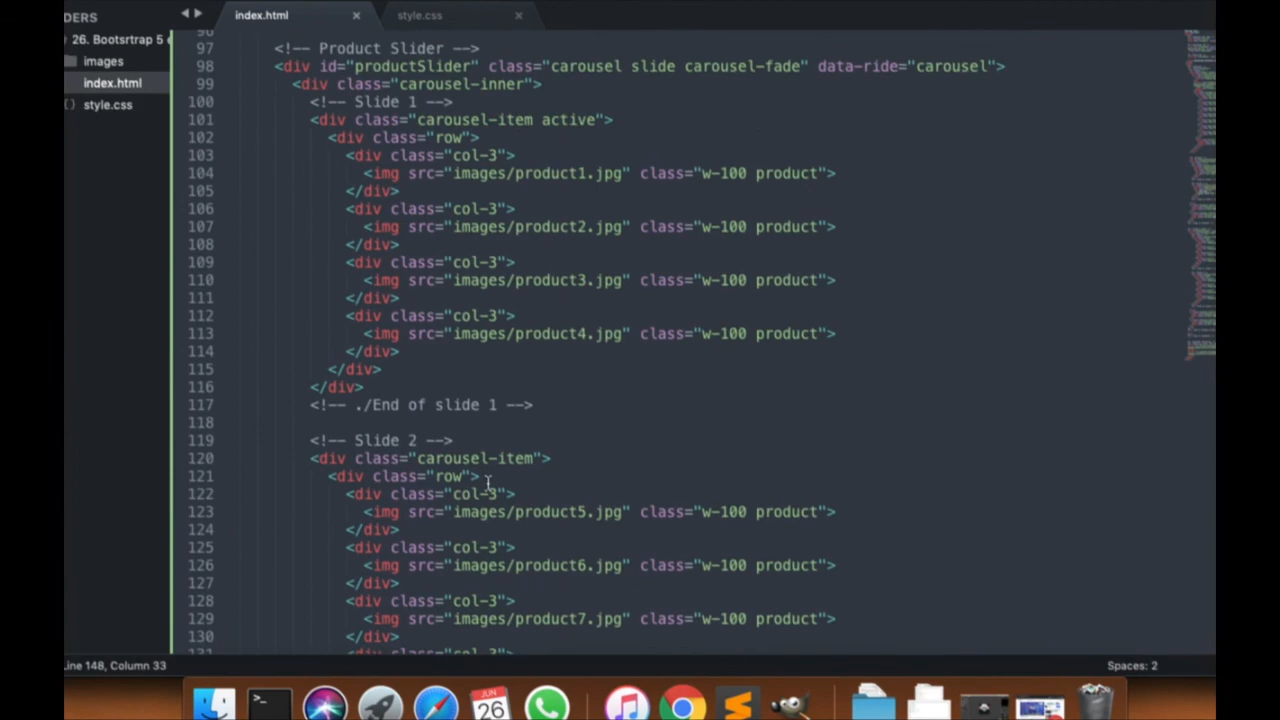 DERS
index.html
style.css
26. Bootsrtrap 5 e
images
index.html
style.css
96
97 <!-- Product Slider -->
98 <div id="productSlider" class="carousel slide carousel-fade" data-ride="carousel">
99 <div class="carousel-inner">
100 <!-- Slide 1 -->
101 <div class="carousel-item active">
102 <div class="row">
103 <div class="col-3">
104 <img src="images/product1.jpg" class="w-100 product">
105 </div>
106 <div class="col-3">
107 <img src="images/product2.jpg" class="w-100 product">
108 </div>
109 <div class="col-3">
110 <img src="images/product3.jpg" class="w-100 product">
111 </div>
112 <div class="col-3">
113 <img src="images/product4.jpg" class="w-100 product">
114 </div>
115 </div>
116 </div>
117 <!-- ./End of slide 1 -->
118
119 <!-- Slide 2 -->
120 <div class="carousel-item">
121 <div class="row">
122 <div class="col-3">
123 <img src="images/product5.jpg" class="w-100 product">
124 </div>
125 <div class="col-3">
126 <img src="images/product6.jpg" class="w-100 product">
127 </div>
128 <div class="col-3">
129 <img src="images/product7.jpg" class="w-100 product">
130 </div>
131 <div class="col-3">
Line 148, Column 33
Spaces: 2
JUN
26